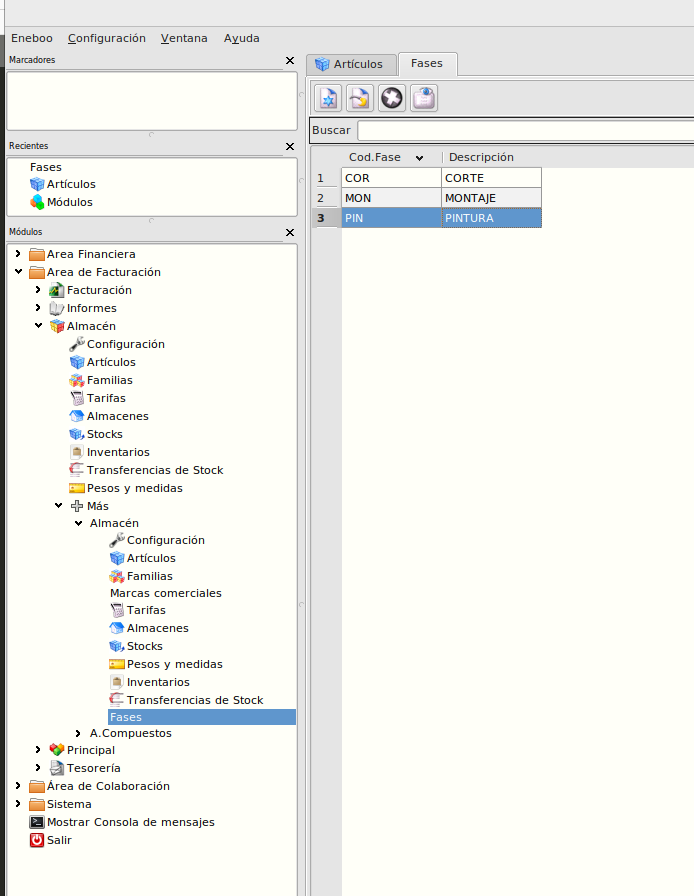 Eneboo Configuración Ventana Ayuda
Marcadores
Recientes
Fases
Artículos
Módulos
Módulos
Area Financiera
Area de Facturación
Facturación
Informes
Almacén
Configuración
Artículos
Familias
Tarifas
Almacenes
Stocks
Inventarios
Transferencias de Stock
Pesos y medidas
Más
Almacén
Configuración
Artículos
Familias
Marcas comerciales
Tarifas
Almacenes
Stocks
Pesos y medidas
Inventarios
Transferencias de Stock
Fases
A.Compuestos
Principal
Tesorería
Área de Colaboración
Sistema
Mostrar Consola de mensajes
Salir
Artículos Fases
Buscar
Cod.Fase Descripción
1 COR CORTE
2 MON MONTAJE
3 PIN PINTURA